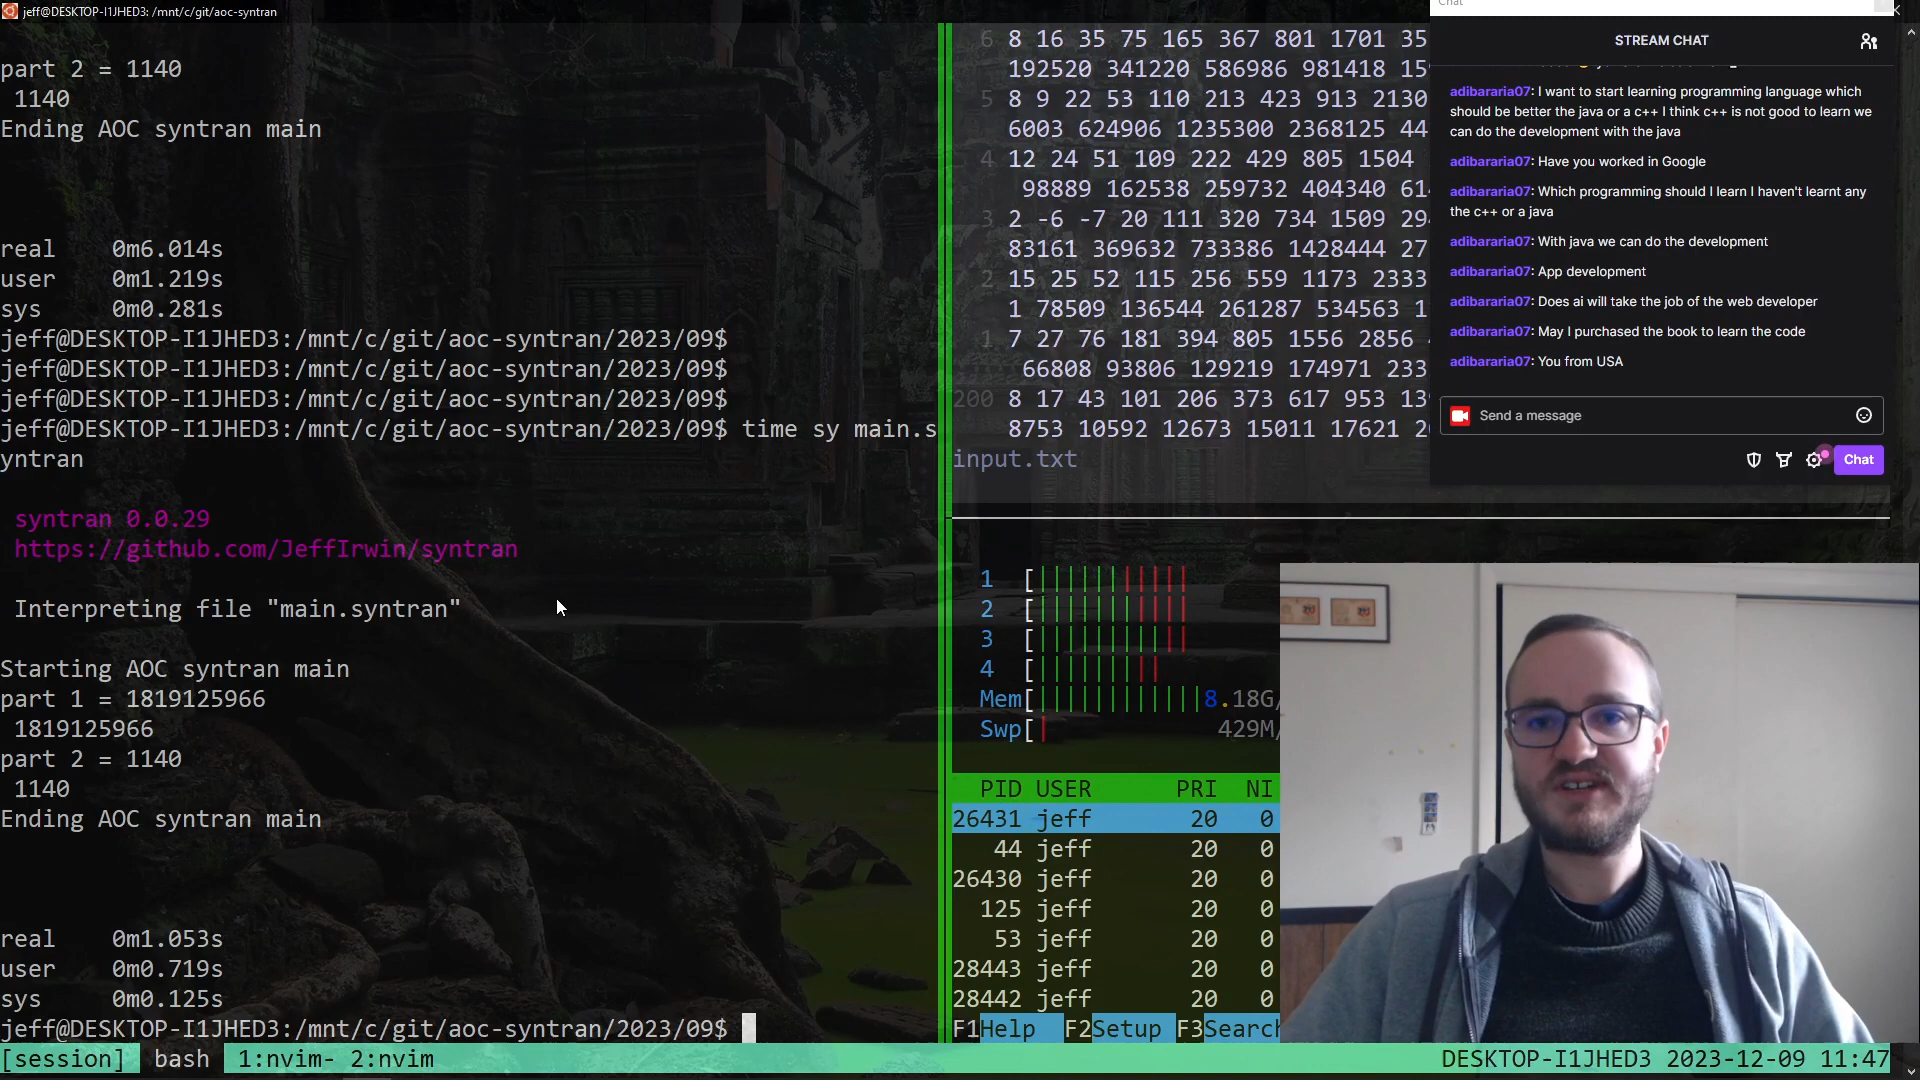 jeff@DESKTOP-I1JHED3: /mnt/c/git/aoc-syntran
part 2 = 1140
1140
Ending AOC syntran main
real 0m6.014s
user 0m1.219s
sys 0m0.281s
jeff@DESKTOP-I1JHED3:/mnt/c/git/aoc-syntran/2023/09$
jeff@DESKTOP-I1JHED3:/mnt/c/git/aoc-syntran/2023/09$
jeff@DESKTOP-I1JHED3:/mnt/c/git/aoc-syntran/2023/09$
jeff@DESKTOP-I1JHED3:/mnt/c/git/aoc-syntran/2023/09$ time sy main.s
yntran
syntran 0.0.29
https://github.com/JeffIrwin/syntran
Interpreting file "main.syntran"
Starting AOC syntran main
part 1 = 1819125966
1819125966
part 2 = 1140
1140
Ending AOC syntran main
real 0m1.053s
user 0m0.719s
sys 0m0.125s
jeff@DESKTOP-I1JHED3:/mnt/c/git/aoc-syntran/2023/09$
6 8 16 35 75 165 367 801 1701 35
192520 341220 586986 981418 15
5 8 9 22 53 110 213 423 913 2130
6003 624906 1235300 2368125 44
4 12 24 51 109 222 429 805 1504
98889 162538 259732 404340 61
3 2 -6 -7 20 111 320 734 1509 29
83161 369632 733386 1428444 27
2 15 25 52 115 256 559 1173 2333
1 78509 136544 261287 534563 1
1 7 27 76 181 394 805 1556 2856
66808 93806 129219 174971 233
200 8 17 43 101 206 373 617 953 13
8753 10592 12673 15011 17621 2
input.txt
1 [
2 [
3 [
4 [
Mem[ 8.18G/
Swp[ 429M/
PID USER PRI NI
26431 jeff 20 0
44 jeff 20 0
26430 jeff 20 0
125 jeff 20 0
53 jeff 20 0
28443 jeff 20 0
28442 jeff 20 0
F1Help F2Setup F3Search
Chat
STREAM CHAT
adibararia07: I want to start learning programming language which
should be better the java or a c++ I think c++ is not good to learn we
can do the development with the java
adibararia07: Have you worked in Google
adibararia07: Which programming should I learn I haven't learnt any
the c++ or a java
adibararia07: With java we can do the development
adibararia07: App development
adibararia07: Does ai will take the job of the web developer
adibararia07: May I purchased the book to learn the code
adibararia07: You from USA
Send a message
Chat
[session] bash 1:nvim- 2:nvim
DESKTOP-I1JHED3 2023-12-09 11:47